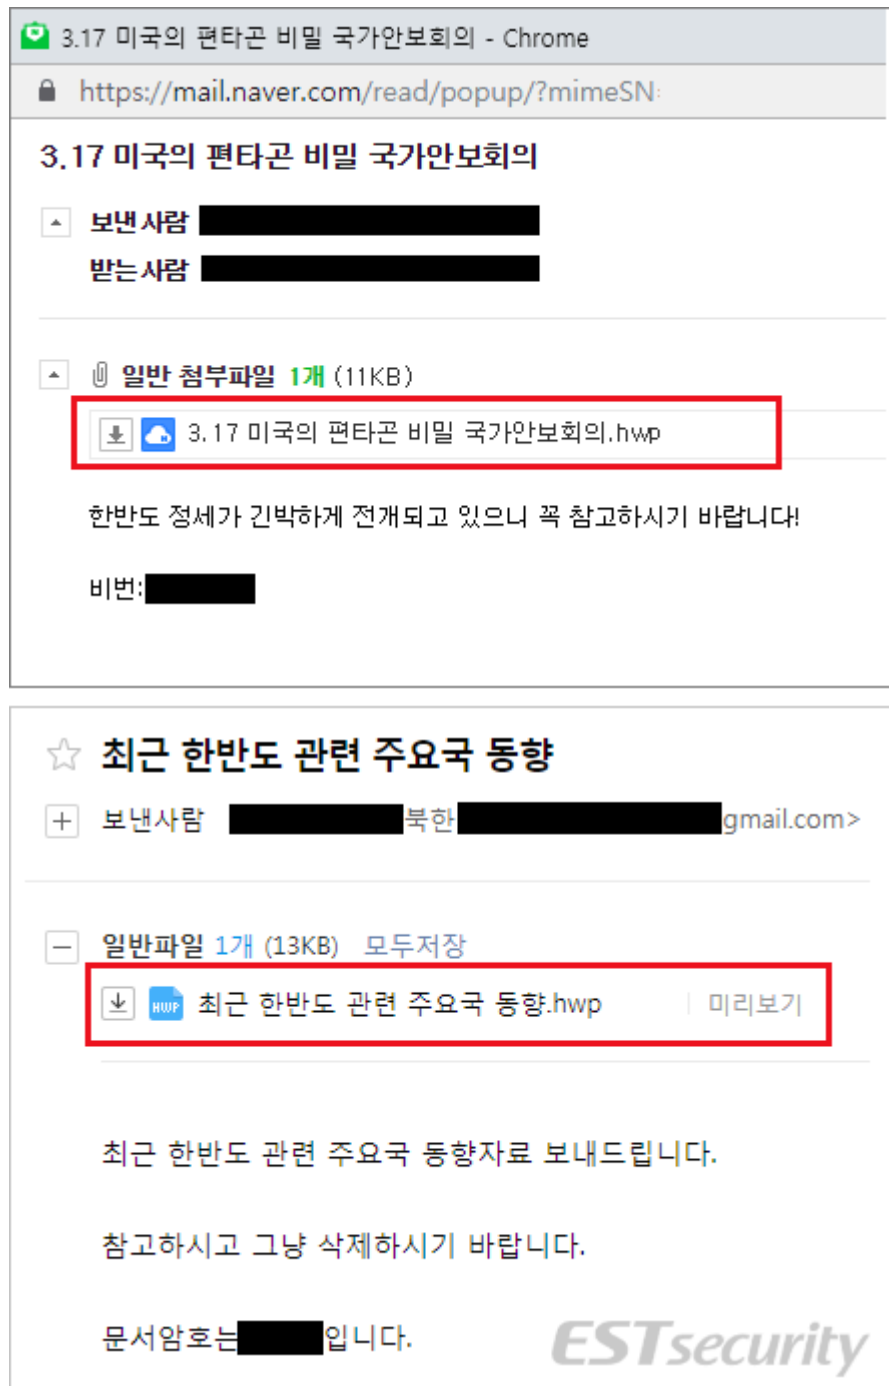 3.17 미국의 펜타곤 비밀 국가안보회의 - Chrome
https://mail.naver.com/read/popup/?mimeSN=
3.17 미국의 펜타곤 비밀 국가안보회의
보낸사람
받는사람
일반 첨부파일 1개 (11KB)
3.17 미국의 펜타곤 비밀 국가안보회의.hwp
한반도 정세가 긴박하게 전개되고 있으니 꼭 참고하시기 바랍니다!
비번:
최근 한반도 관련 주요국 동향
보낸사람 북한 gmail.com>
일반파일 1개 (13KB) 모두저장
HWP 최근 한반도 관련 주요국 동향.hwp 미리보기
최근 한반도 관련 주요국 동향자료 보내드립니다.
참고하시고 그냥 삭제하시기 바랍니다.
문서암호는 입니다.
ESTsecurity